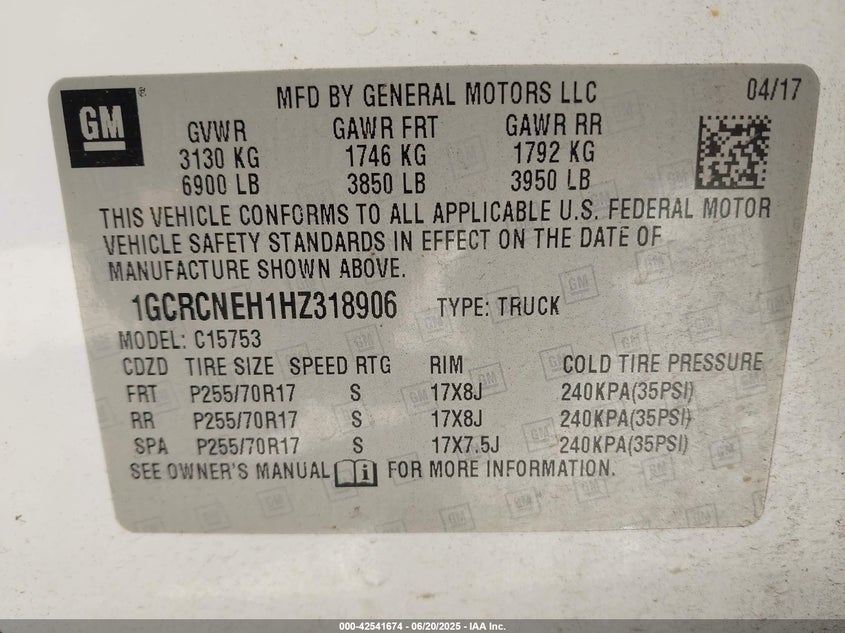 GM
MFD BY GENERAL MOTORS LLC 04/17
GVWR GAWR FRT GAWR RR
3130 KG 1746 KG 1792 KG
6900 LB 3850 LB 3950 LB
THIS VEHICLE CONFORMS TO ALL APPLICABLE U.S. FEDERAL MOTOR
VEHICLE SAFETY STANDARDS IN EFFECT ON THE DATE OF
MANUFACTURE SHOWN ABOVE.
1GCRCNEH1HZ318906 TYPE: TRUCK
MODEL: C15753
CDZD TIRE SIZE SPEED RTG RIM COLD TIRE PRESSURE
FRT P255/70R17 S 17X8J 240KPA(35PSI)
RR P255/70R17 S 17X8J 240KPA(35PSI)
SPA P255/70R17 S 17X7.5J 240KPA(35PSI)
SEE OWNER'S MANUAL i FOR MORE INFORMATION.
000-42541674 - 06/20/2025 - IAA Inc.